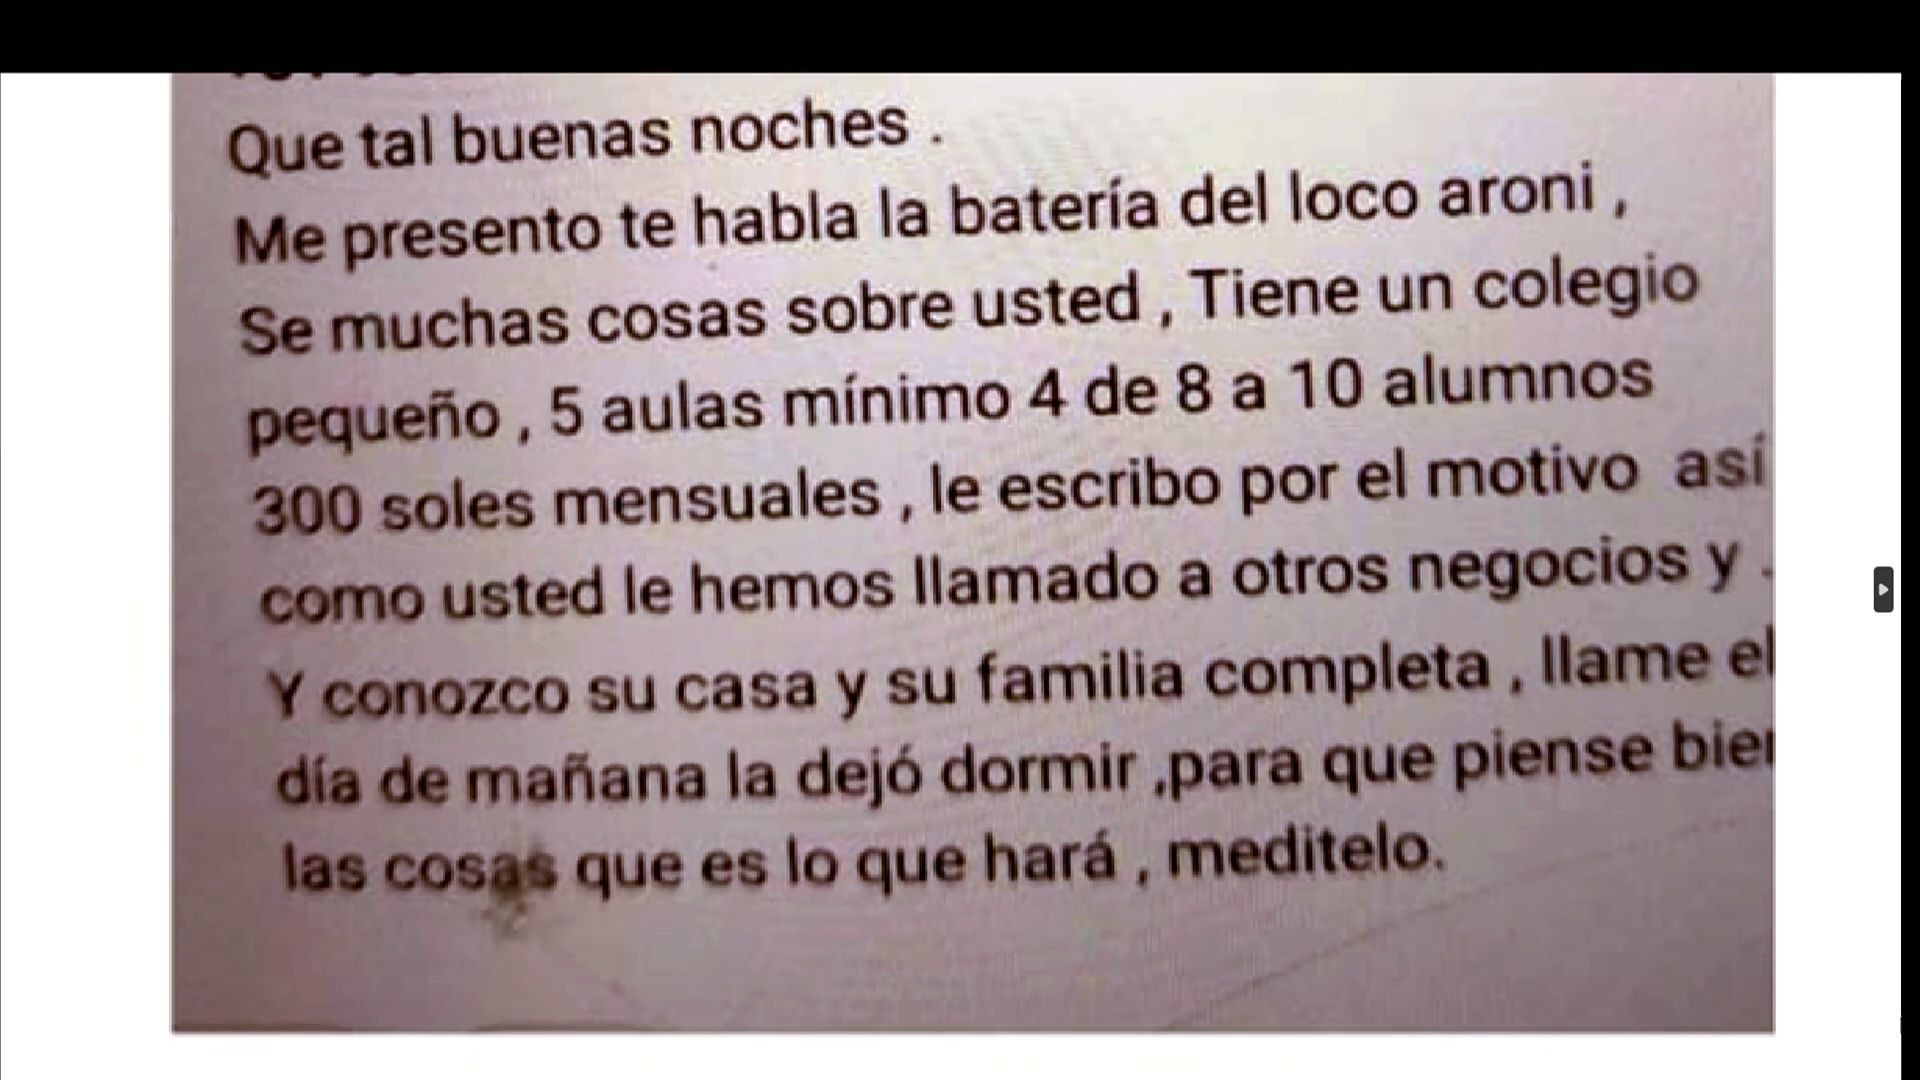 Que tal buenas noches .
Me presento te habla la batería del loco aroni ,
Se muchas cosas sobre usted , Tiene un colegio
pequeño , 5 aulas mínimo 4 de 8 a 10 alumnos
300 soles mensuales , le escribo por el motivo así
como usted le hemos llamado a otros negocios y .
Y conozco su casa y su familia completa , llame el
día de mañana la dejó dormir ,para que piense bien
las cosas que es lo que hará , meditelo.